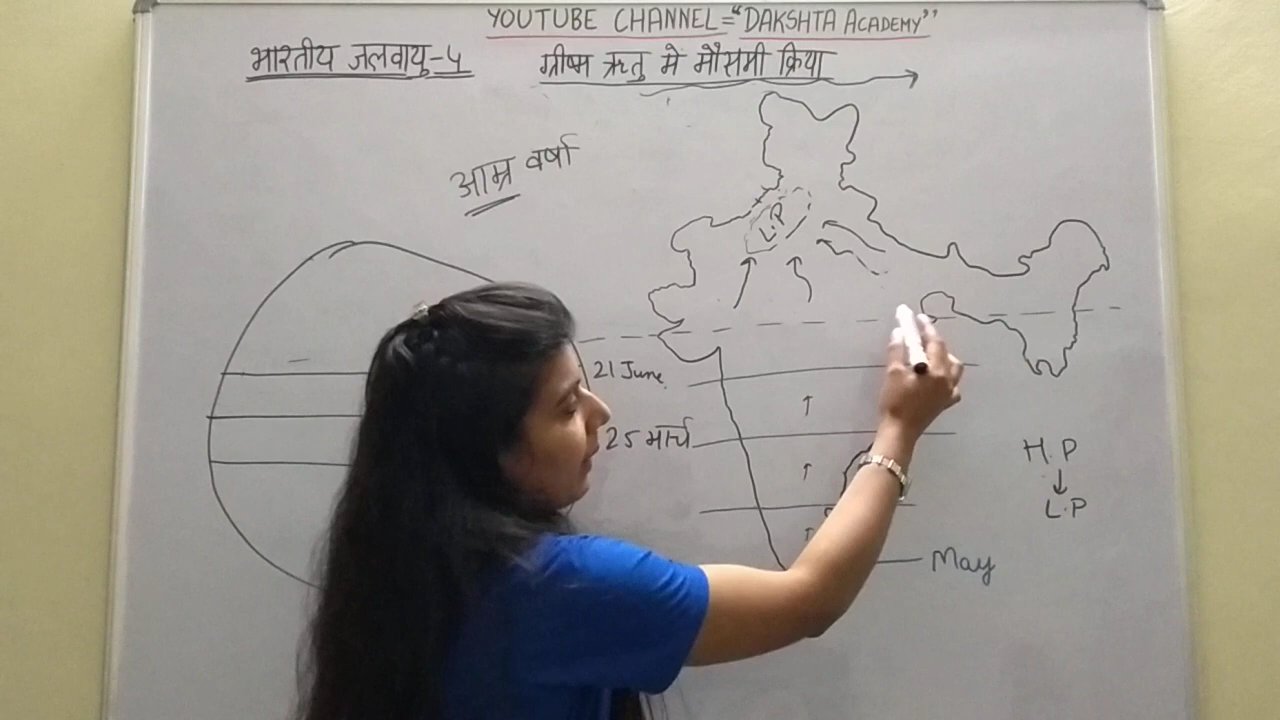 YOUTUBE CHANNEL="DAKSHTA ACADEMY"
भारतीय जलवायु-5 ग्रीष्म ऋतु मे मौसमी क्रिया
आम्र वर्षा
L.P
21 June
25 मार्च
H.P
L.P
May